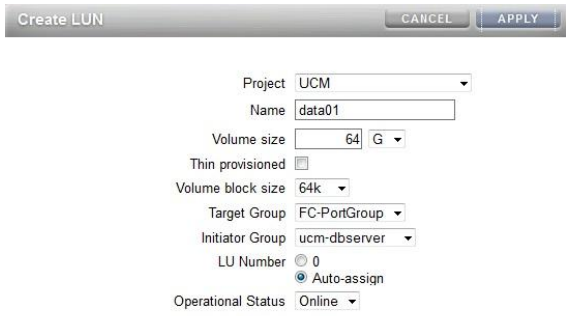 Create LUN CANCEL APPLY
Project UCM
Name data01
Volume size 64 G
Thin provisioned
Volume block size 64k
Target Group FC-PortGroup
Initiator Group ucm-dbserver
LU Number 0
Auto-assign
Operational Status Online